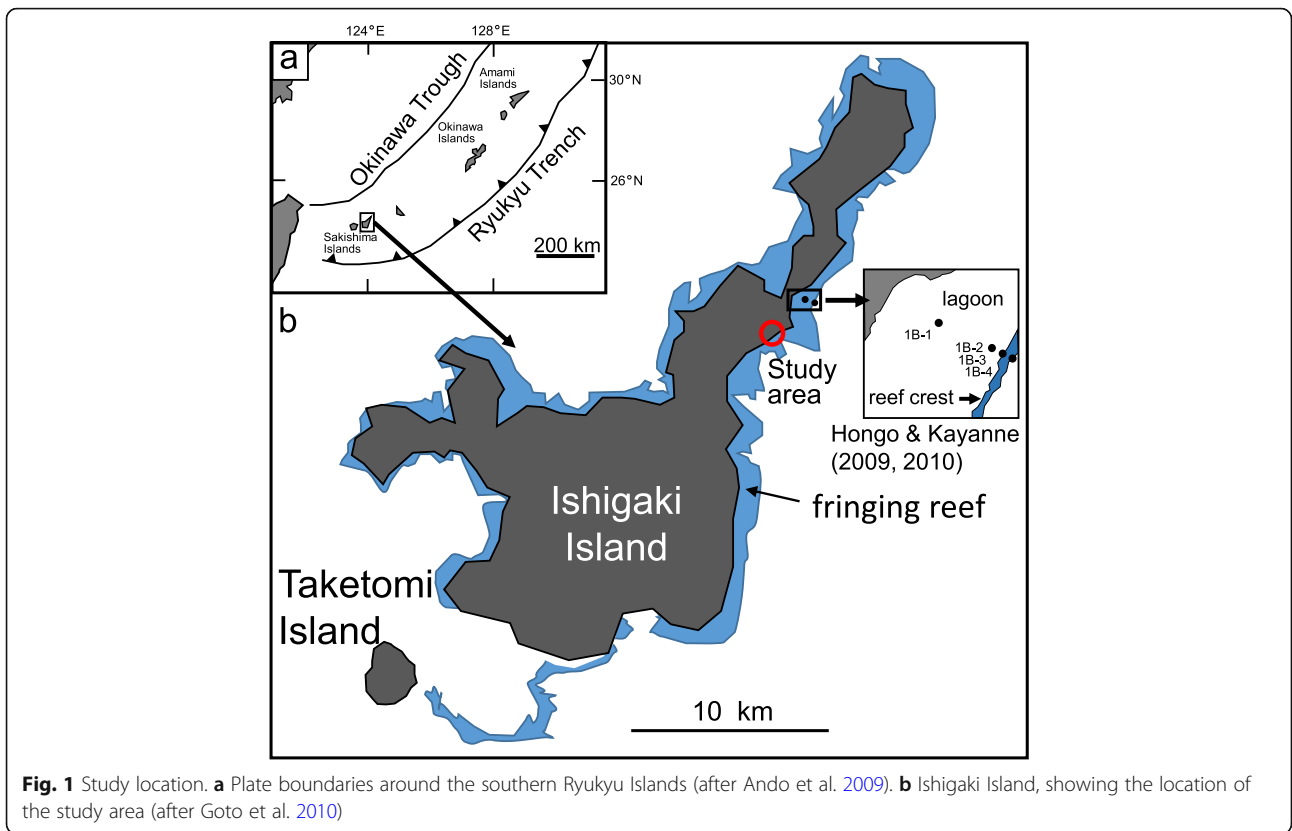 124°E
128°E
a
30°N
Amami
Islands
Okinawa Trough
Okinawa
Islands
Ryukyu Trench
26°N
Sakishima
Islands
200 km
b
lagoon
1B-1
1B-2
1B-3
1B-4
reef crest
Study
area
Hongo & Kayanne
(2009, 2010)
fringing reef
Ishigaki
Island
Taketomi
Island
10 km
Fig. 1 Study location. a Plate boundaries around the southern Ryukyu Islands (after Ando et al. 2009). b Ishigaki Island, showing the location of
the study area (after Goto et al. 2010)